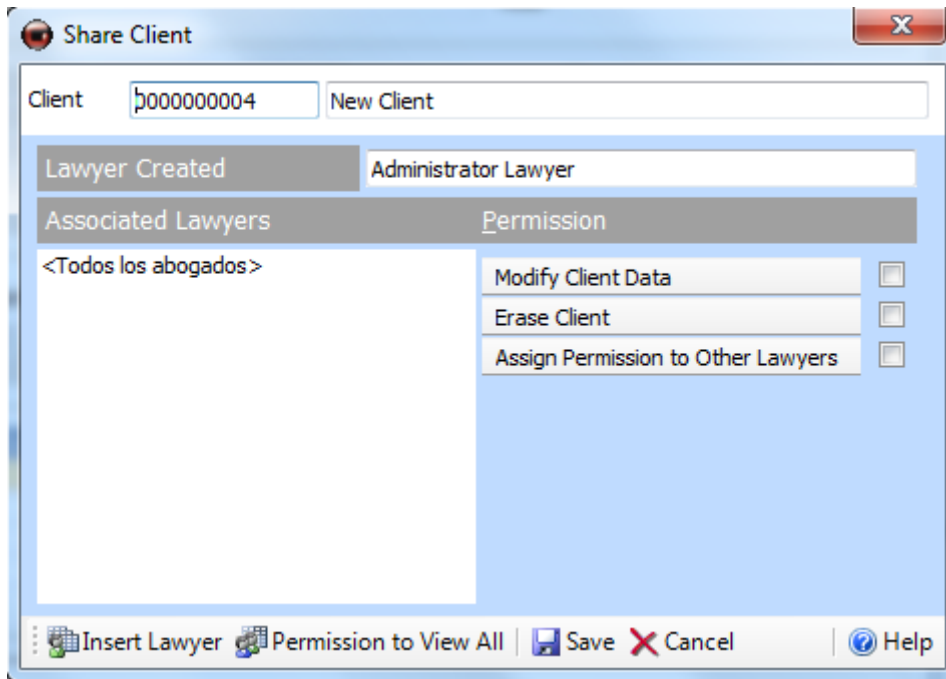 Share Client
Client 0000000004 New Client
Lawyer Created Administrator Lawyer
Associated Lawyers Permission
<Todos los abogados> Modify Client Data
Erase Client
Assign Permission to Other Lawyers
Insert Lawyer Permission to View All Save Cancel Help